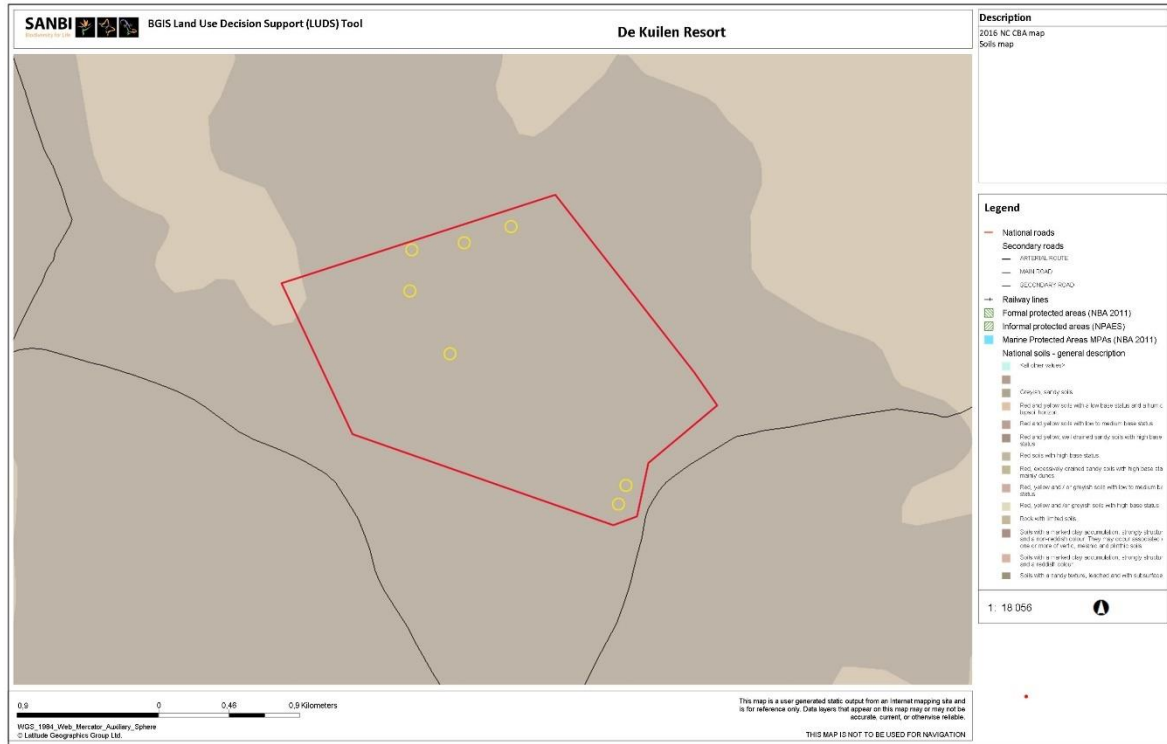 SANBI
Biodiversity for Life
BGIS Land Use Decision Support (LUDS) Tool
De Kuilen Resort
Description
2016 NC CBA map
Soils map
Legend
National roads
Secondary roads
ARTERIAL ROUTE
MAIN ROAD
SECONDARY ROAD
Railway lines
Formal protected areas (NBA 2011)
Informal protected areas (NPAES)
Marine Protected Areas MPAs (NBA 2011)
National soils - general description
<all other values>
Greyish, sandy soils
Red and yellow soils with a low base status and a
Red and yellow soils with low to medium base status
Red and yellow, well drained sandy soils with high base
status
Red soils with high base status
Red, excessively drained sandy soils with high base
mainly dunes
Red, yellow and / or greyish soils with low to medium
status
Red, yellow and / or greyish soils with high base status
Rock with limited soils
Soils with a marked clay accumulation, strongly
and a non-reddish colour. They may occur associated
one or more of vertic, melanic and plinthic soils
Soils with a marked clay accumulation, strongly
and a reddish colour
Soils with a sandy texture, leached and with subsurface
1: 18 056
0,9 0 0,46 0,9 Kilometers
WGS_1984_Web_Mercator_Auxiliary_Sphere
© Latitude Geographics Group Ltd.
This map is a user generated static output from an Internet mapping site and
is for reference only. Data layers that appear on this map may or may not be
accurate, current, or otherwise reliable.
THIS MAP IS NOT TO BE USED FOR NAVIGATION